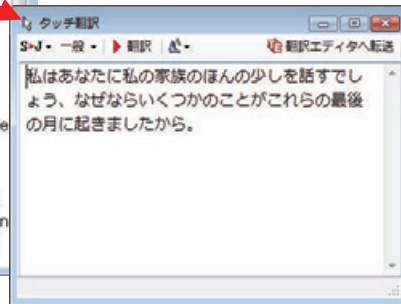 タッチ翻訳
S▸J 一般 翻訳 翻訳エディタへ転送
私はあなたに私の家族のほんの少しを話すでし
ょう、なぜならいくつかのことがこれらの最後
の月に起きましたから。
e
n